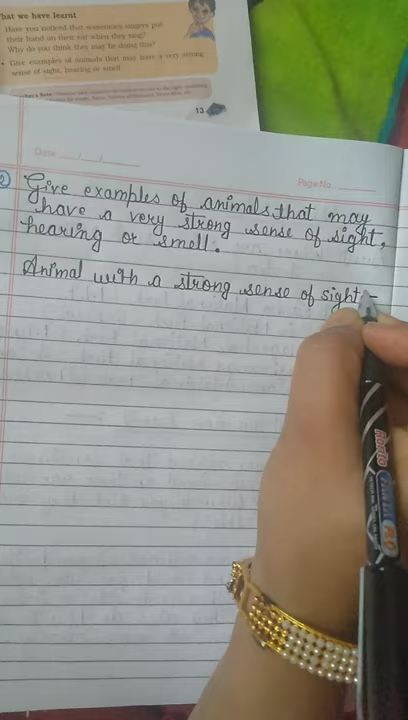 hat we have learnt
Have you noticed that sometimes singers put
their hand on their ear when they sing?
Why do you think they may be doing this?
Give examples of animals that may have a very strong
sense of sight, hearing or smell.
13
Date
Page No.
2 Give examples of animals that may
have a very strong sense of sight,
hearing or smell.
Animal with a strong sense of sight-